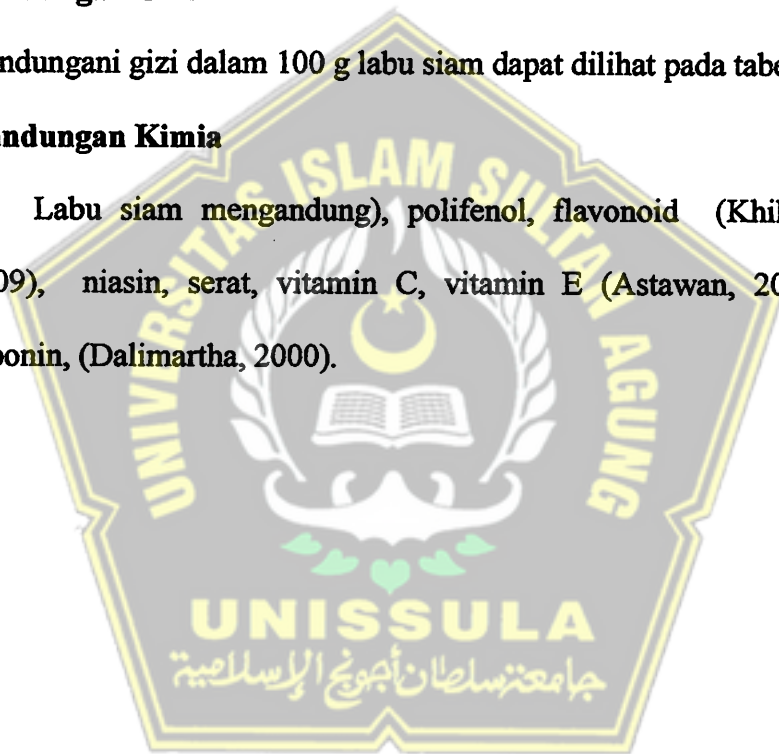 ndungani gizi dalam 100 g labu siam dapat dilihat pada tabe
ndungan Kimia
Labu siam mengandung), polifenol, flavonoid (Khil
09), niasin, serat, vitamin C, vitamin E (Astawan, 20
ponin, (Dalimartha, 2000).
UNIVERSITAS ISLAM SULTAN AGUNG
UNISSULA
جامعة سلطان أجونج الإسلامية